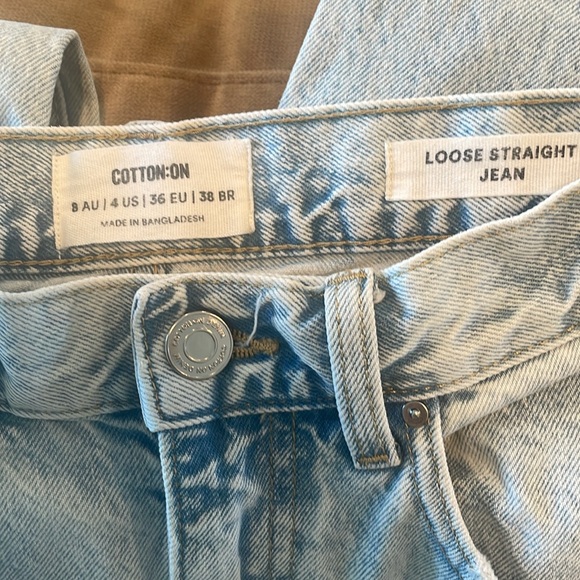 COTTON:ON
8 AU | 4 US | 36 EU | 38 BR
MADE IN BANGLADESH
LOOSE STRAIGHT
JEAN